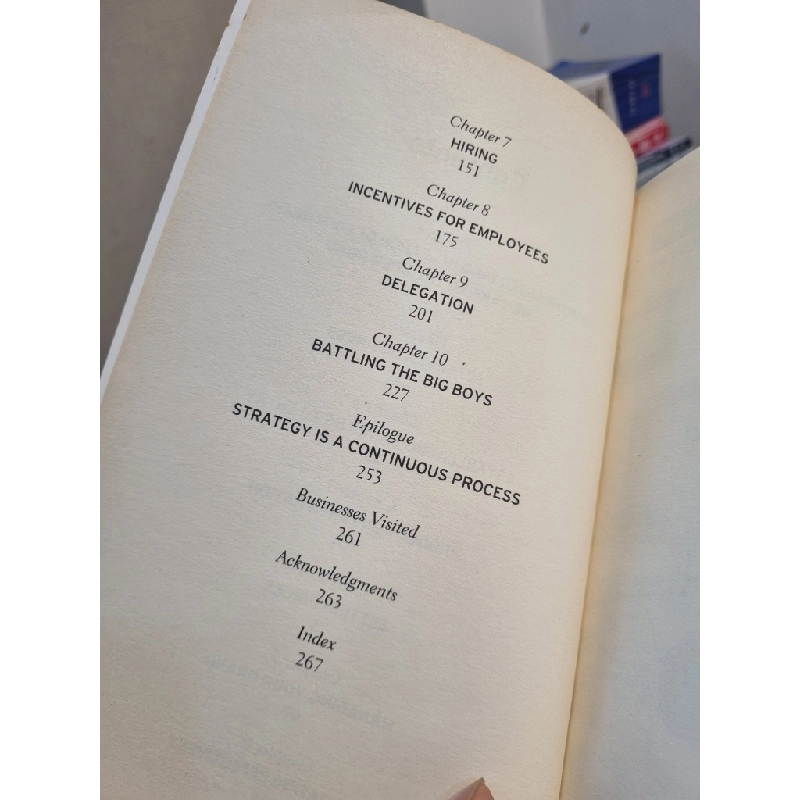 Chapter 7
HIRING
151
Chapter 8
INCENTIVES FOR EMPLOYEES
175
Chapter 9
DELEGATION
201
Chapter 10
BATTLING THE BIG BOYS
227
Epilogue
STRATEGY IS A CONTINUOUS PROCESS
253
Businesses Visited
261
Acknowledgments
263
Index
267